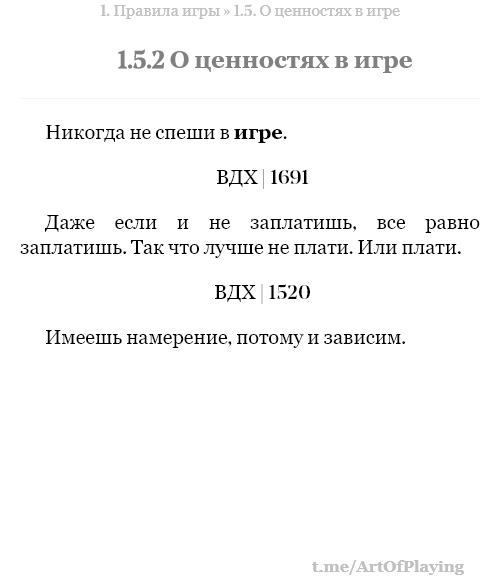 1. Правила игры » 1.5. О ценностях в игре
1.5.2 О ценностях в игре
Никогда не спеши в игре.
ВДХ | 1691
Даже если и не заплатишь, все равно
заплатишь. Так что лучше не плати. Или плати.
ВДХ | 1520
Имеешь намерение, потому и зависим.
t.me/ArtOfPlaying